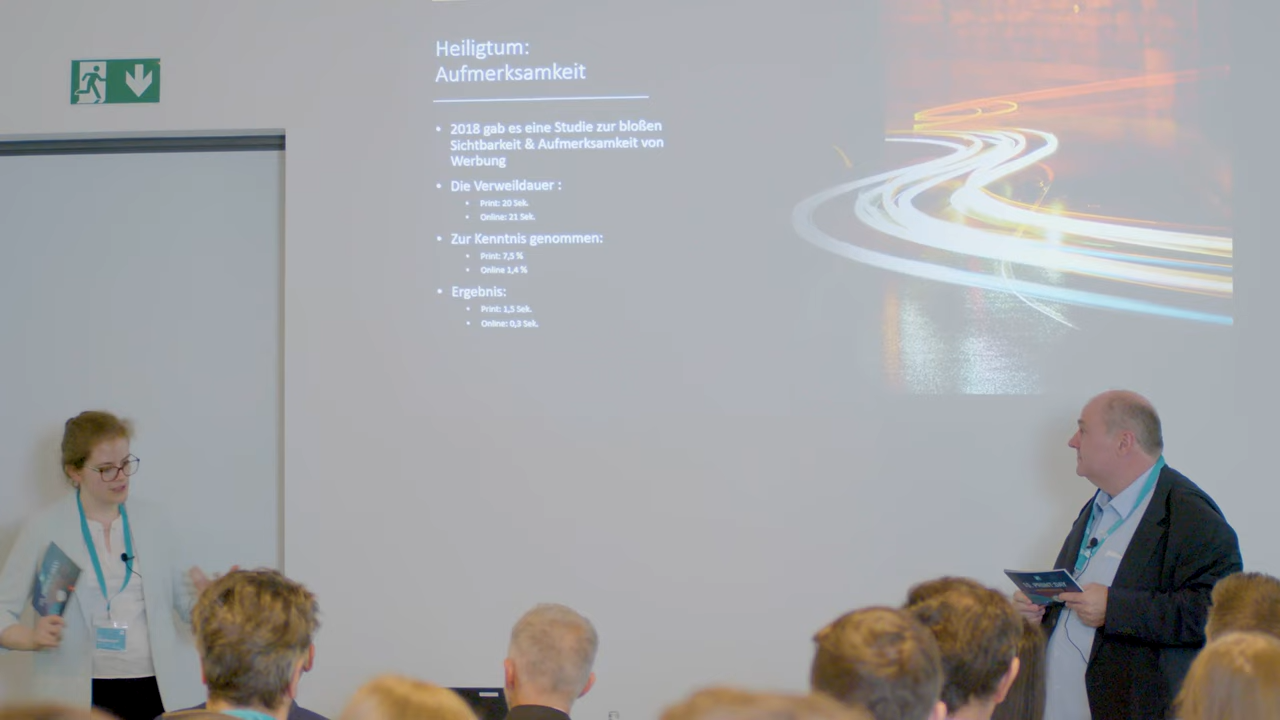 Heiligtum:
Aufmerksamkeit
• 2018 gab es eine Studie zur bloßen
Sichtbarkeit & Aufmerksamkeit von
Werbung
• Die Verweildauer :
• Print: 20 Sek.
• Online: 21 Sek.
• Zur Kenntnis genommen:
• Print: 7,5 %
• Online 1,4 %
• Ergebnis:
• Print: 1,5 Sek.
• Online: 0,3 Sek.
PRINT DAY